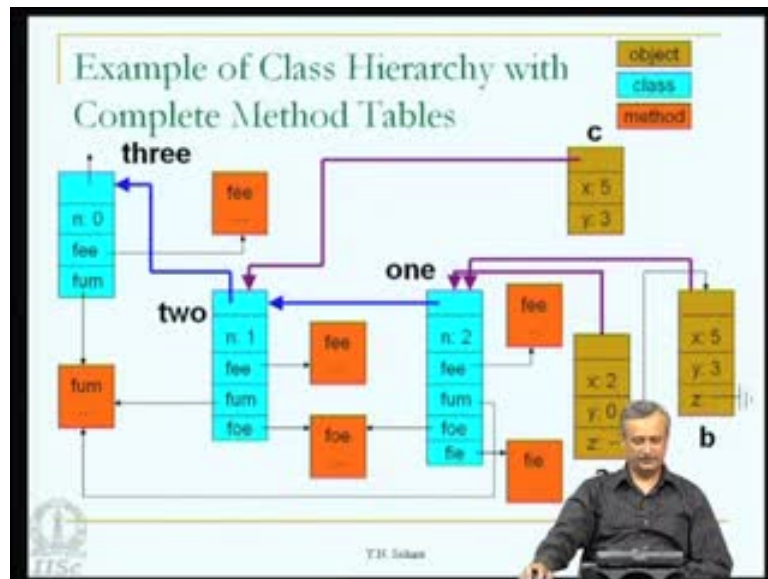 Example of Class Hierarchy with
Complete Method Tables
object
class
method
three
n: 0
fee
fum
fee
...
c
x: 5
y: 3
two
n: 1
fee
fum
foe
fee
...
foe
...
fum
...
one
n: 2
fee
fum
foe
fie
fee
...
fie
x: 2
y: 0
z:
x: 5
y: 3
z:
b
IISc